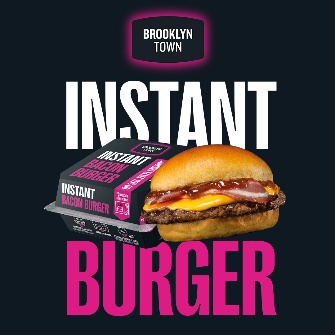 BROOKLYN
TOWN
INSTANT
INSTANT
BACON
BURGER
INSTANT
BACON BURGER
BURGER